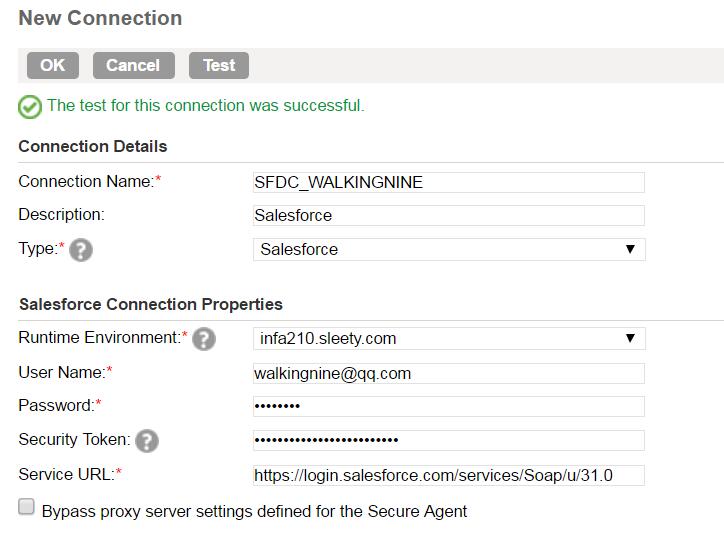 New Connection
OK Cancel Test
The test for this connection was successful.
Connection Details
Connection Name:* SFDC_WALKINGNINE
Description: Salesforce
Type:* ? Salesforce ▼
Salesforce Connection Properties
Runtime Environment:* ? infa210.sleety.com ▼
User Name:* walkingnine@qq.com
Password:* ••••••••
Security Token: ? •••••••••••••••••••••••••
Service URL:* https://login.salesforce.com/services/Soap/u/31.0
Bypass proxy server settings defined for the Secure Agent